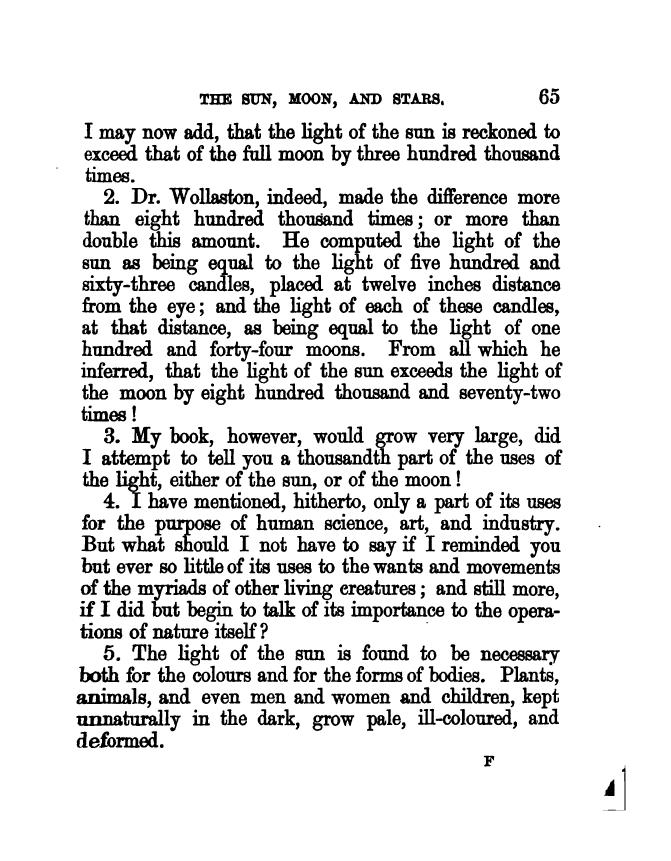 THE SUN, MOON, AND STARS. 65
I may now add, that the light of the sun is reckoned to
exceed that of the full moon by three hundred thousand
times.
2. Dr. Wollaston, indeed, made the difference more
than eight hundred thousand times; or more than
double this amount. He computed the light of the
sun as being equal to the light of five hundred and
sixty-three candles, placed at twelve inches distance
from the eye; and the light of each of these candles,
at that distance, as being equal to the light of one
hundred and forty-four moons. From all which he
inferred, that the light of the sun exceeds the light of
the moon by eight hundred thousand and seventy-two
times!
3. My book, however, would grow very large, did
I attempt to tell you a thousandth part of the uses of
the light, either of the sun, or of the moon!
4. I have mentioned, hitherto, only a part of its uses
for the purpose of human science, art, and industry.
But what should I not have to say if I reminded you
but ever so little of its uses to the wants and movements
of the myriads of other living creatures; and still more,
if I did but begin to talk of its importance to the opera-
tions of nature itself?
5. The light of the sun is found to be necessary
both for the colours and for the forms of bodies. Plants,
animals, and even men and women and children, kept
unnaturally in the dark, grow pale, ill-coloured, and
deformed.
F